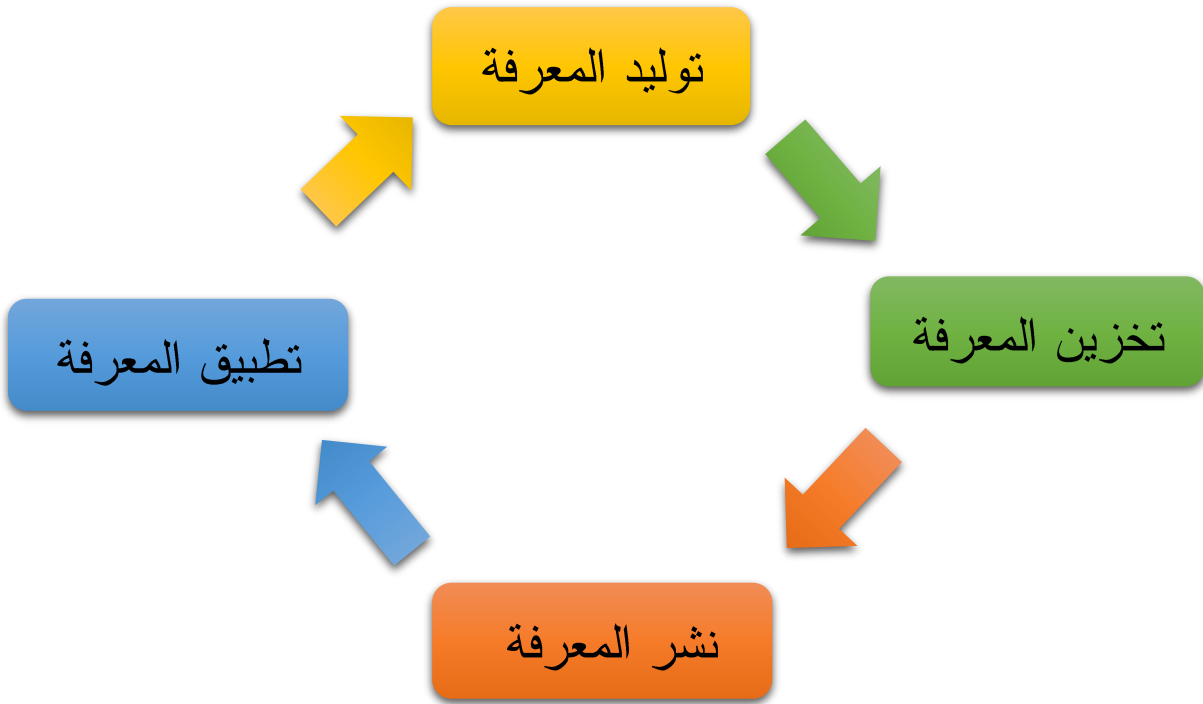 توليد المعرفة
تخزين المعرفة
نشر المعرفة
تطبيق المعرفة